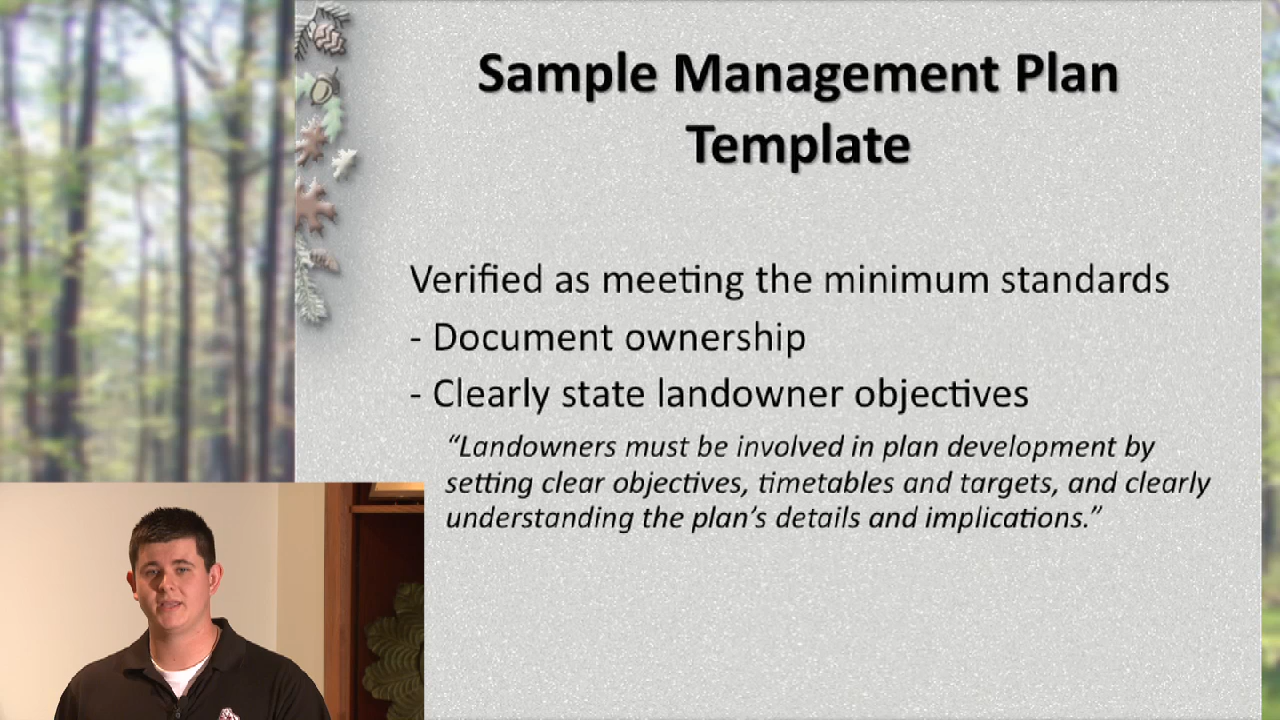 Sample Management Plan
Template
Verified as meeting the minimum standards
- Document ownership
- Clearly state landowner objectives
“Landowners must be involved in plan development by
setting clear objectives, timetables and targets, and clearly
understanding the plan’s details and implications.”